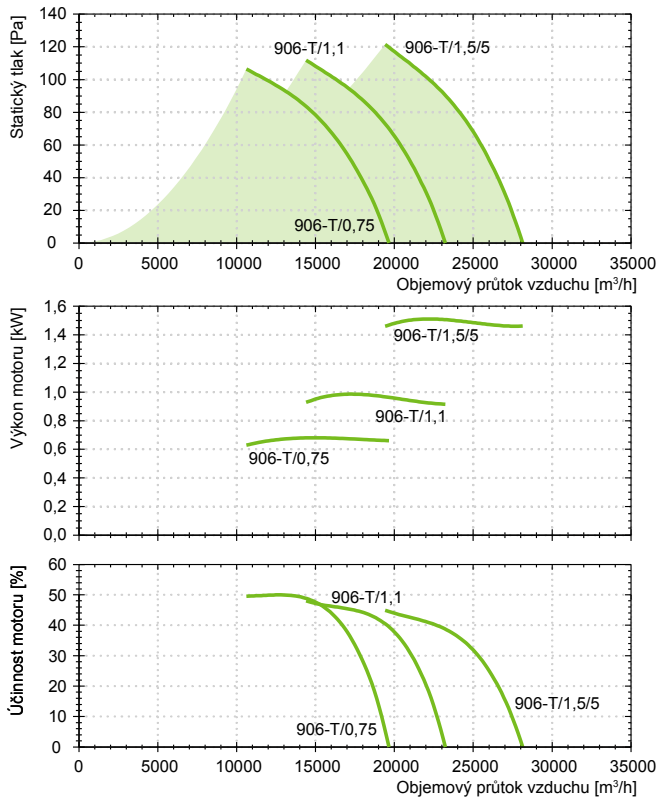 Statický tlak [Pa]
140
120
100
80
60
40
20
0
906-T/1,1
906-T/1,5/5
906-T/0,75
0 5000 10000 15000 20000 25000 30000 35000
Objemový průtok vzduchu [m³/h]
Výkon motoru [kW]
1,6
1,4
1,2
1,0
0,8
0,6
0,4
0,2
0,0
906-T/1,5/5
906-T/1,1
906-T/0,75
Účinnost motoru [%]
60
50
40
30
20
10
0
906-T/1,1
906-T/1,5/5
906-T/0,75
0 5000 10000 15000 20000 25000 30000 35000
Objemový průtok vzduchu [m³/h]